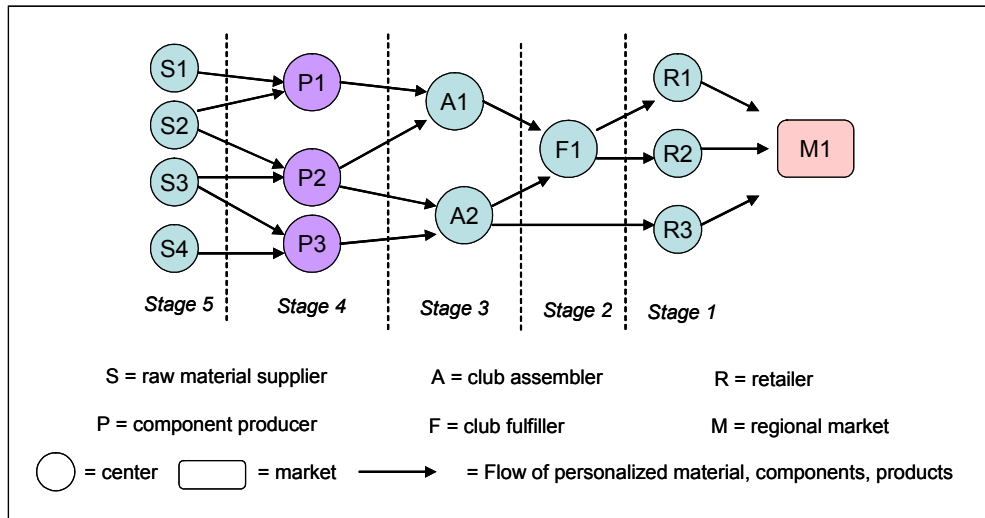 S1
S2
S3
S4
P1
P2
P3
A1
A2
F1
R1
R2
R3
M1
Stage 5
Stage 4
Stage 3
Stage 2
Stage 1
S = raw material supplier
A = club assembler
R = retailer
P = component producer
F = club fulfiller
M = regional market
= center
= market
= Flow of personalized material, components, products